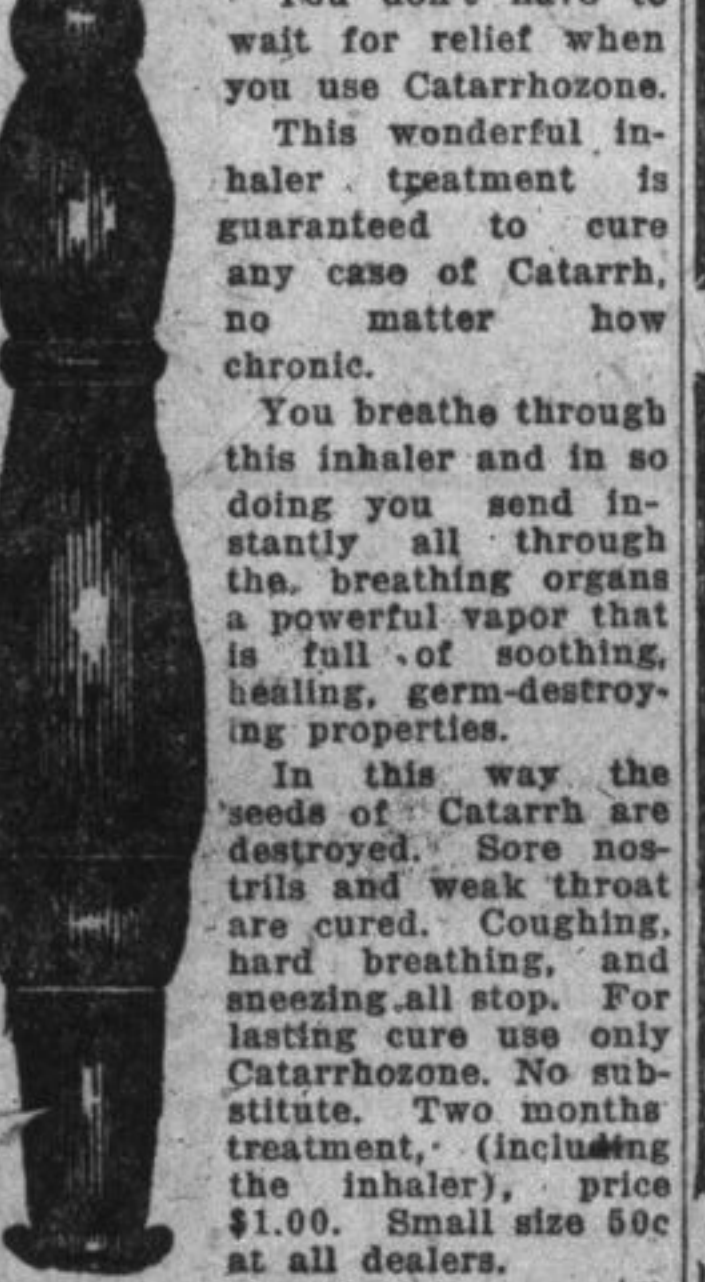 You don't have to
wait for relief when
you use Catarrhozone.
This wonderful in-
haler treatment is
guaranteed to cure
any case of Catarrh,
no matter how
chronic.
You breathe through
this inhaler and in so
doing you send in-
stantly all through
the breathing organs
a powerful vapor that
is full of soothing,
healing, germ-destroy-
ing properties.
In this way the
seeds of Catarrh are
destroyed. Sore nos-
trils and weak throat
are cured. Coughing,
hard breathing, and
sneezing all stop. For
lasting cure use only
Catarrhozone. No sub-
stitute. Two months
treatment, (including
the inhaler), price
$1.00. Small size 50c
at all dealers.